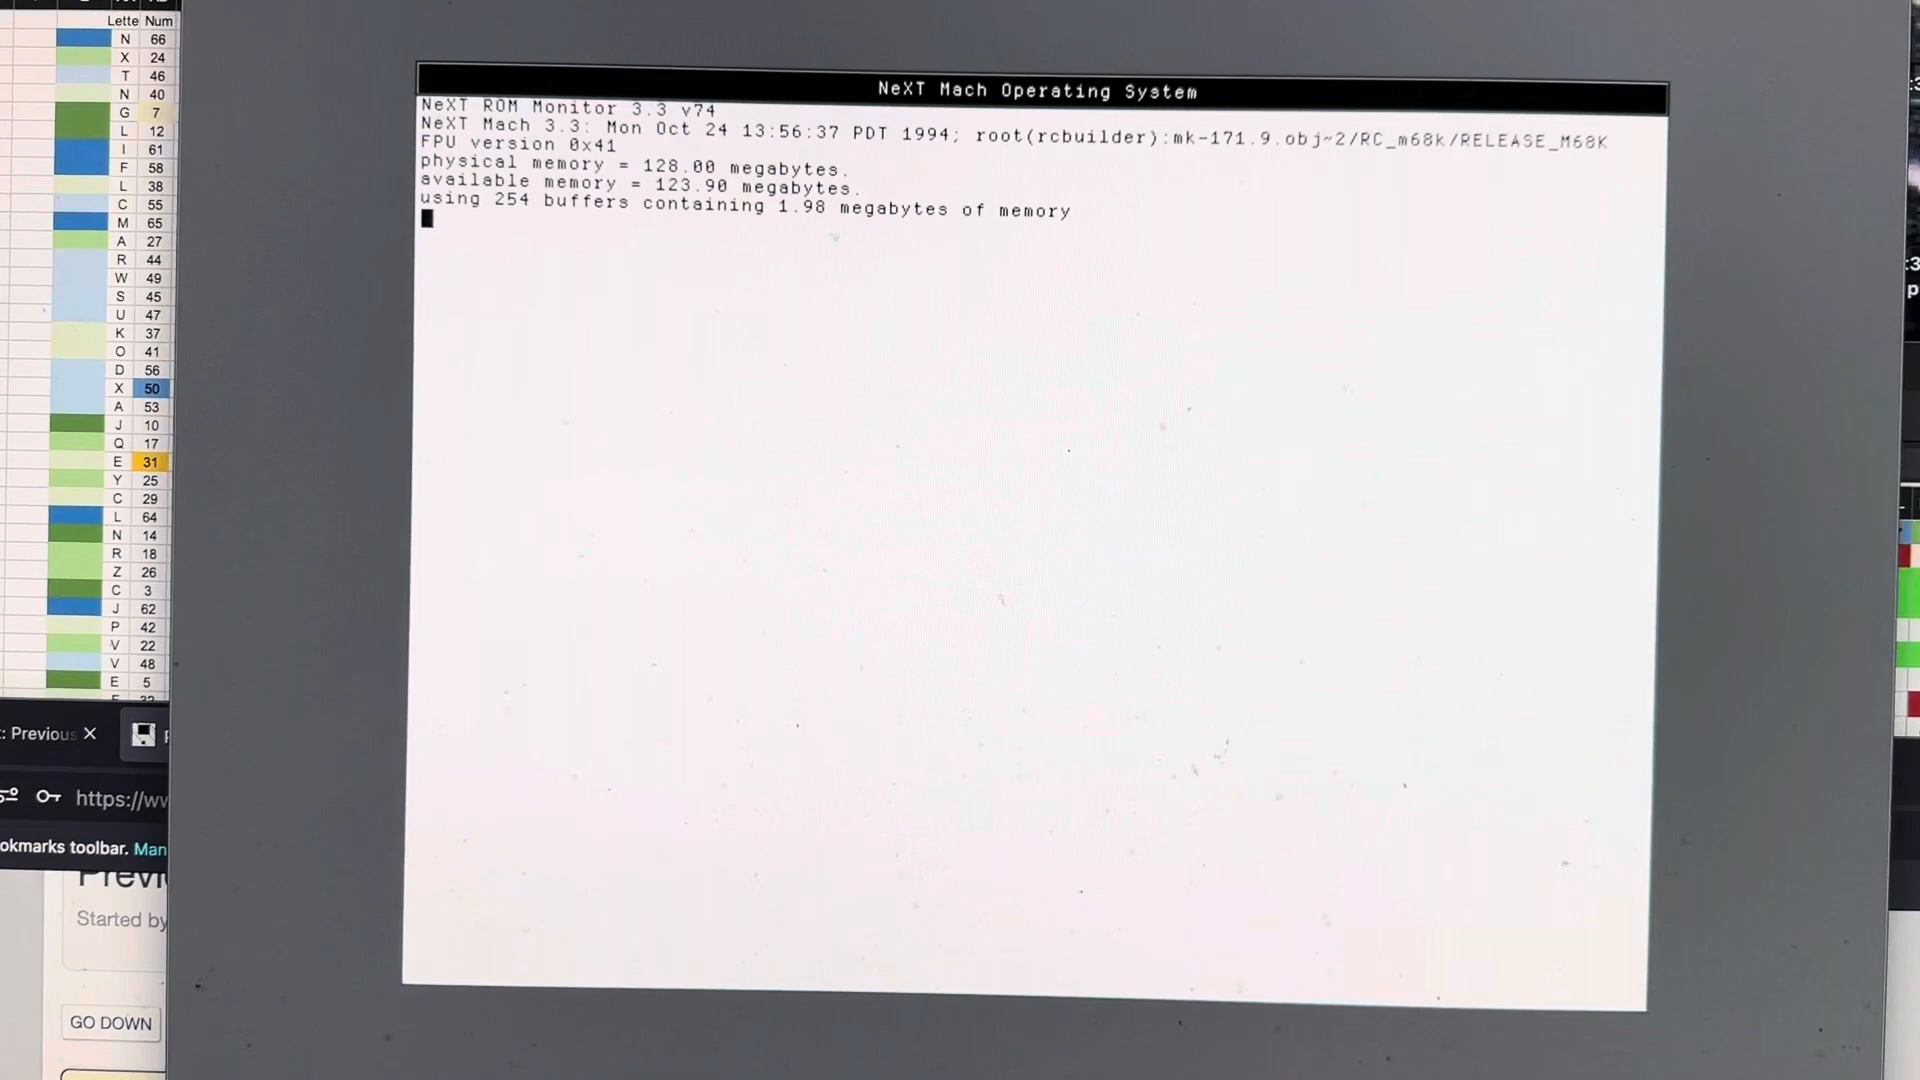 Lette Num
N 66
X 24
T 46
N 40
G 7
L 12
I 61
F 58
L 38
C 55
M 65
A 27
R 44
W 49
S 45
U 47
K 37
O 41
D 56
X 50
A 53
J 10
Q 17
E 31
Y 25
C 29
L 64
N 14
R 18
Z 26
C 3
J 62
P 42
V 22
V 48
E 5
: Previous
https://ww
okmarks toolbar. Man
Previ
Started by
GO DOWN
NeXT Mach Operating System
NeXT ROM Monitor 3.3 v74
NeXT Mach 3.3: Mon Oct 24 13:56:37 PDT 1994; root(rcbuilder):mk-171.9.obj~2/RC_m68k/RELEASE_M68K
FPU version 0x41
physical memory = 128.00 megabytes.
available memory = 123.90 megabytes.
using 254 buffers containing 1.98 megabytes of memory